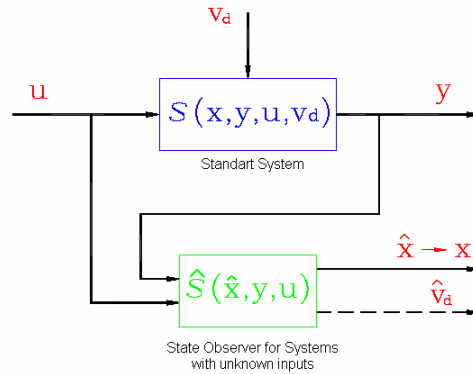 v_d
u
y
S(x,y,u,v_d)
Standart System
x̂ → x
Ŝ(x̂,y,u)
v̂_d
State Observer for Systems
with unknown inputs